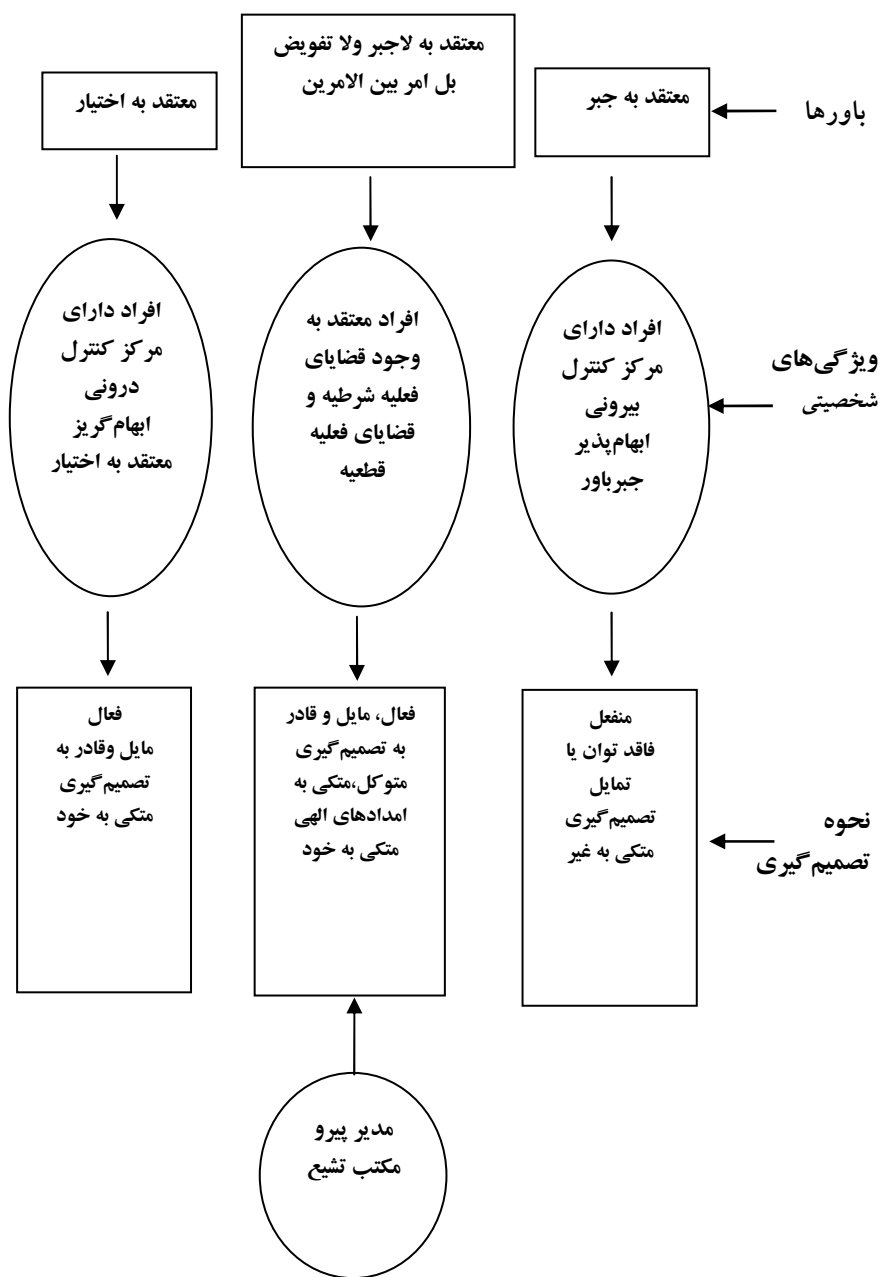 باورها
معتقد به جبر
معتقد به لاجبر ولا تفویض
بل امر بین الامرین
معتقد به اختیار
ویژگی‌های
شخصیتی
افراد دارای
مرکز کنترل
بیرونی
ابهام‌پذیر
جبرباور
افراد معتقد به
وجود قضایای
فعلیه شرطیه و
قضایای فعلیه
قطعیه
افراد دارای
مرکز کنترل
درونی
ابهام‌گریز
معتقد به اختیار
نحوه
تصمیم‌گیری
منفعل
فاقد توان یا
تمایل
تصمیم‌گیری
متکی به غیر
فعال، مایل و قادر
به تصمیم‌گیری
متوکل،متکی به
امدادهای الهی
متکی به خود
فعال
مایل وقادر به
تصمیم‌گیری
متکی به خود
مدیر پیرو
مکتب تشیع